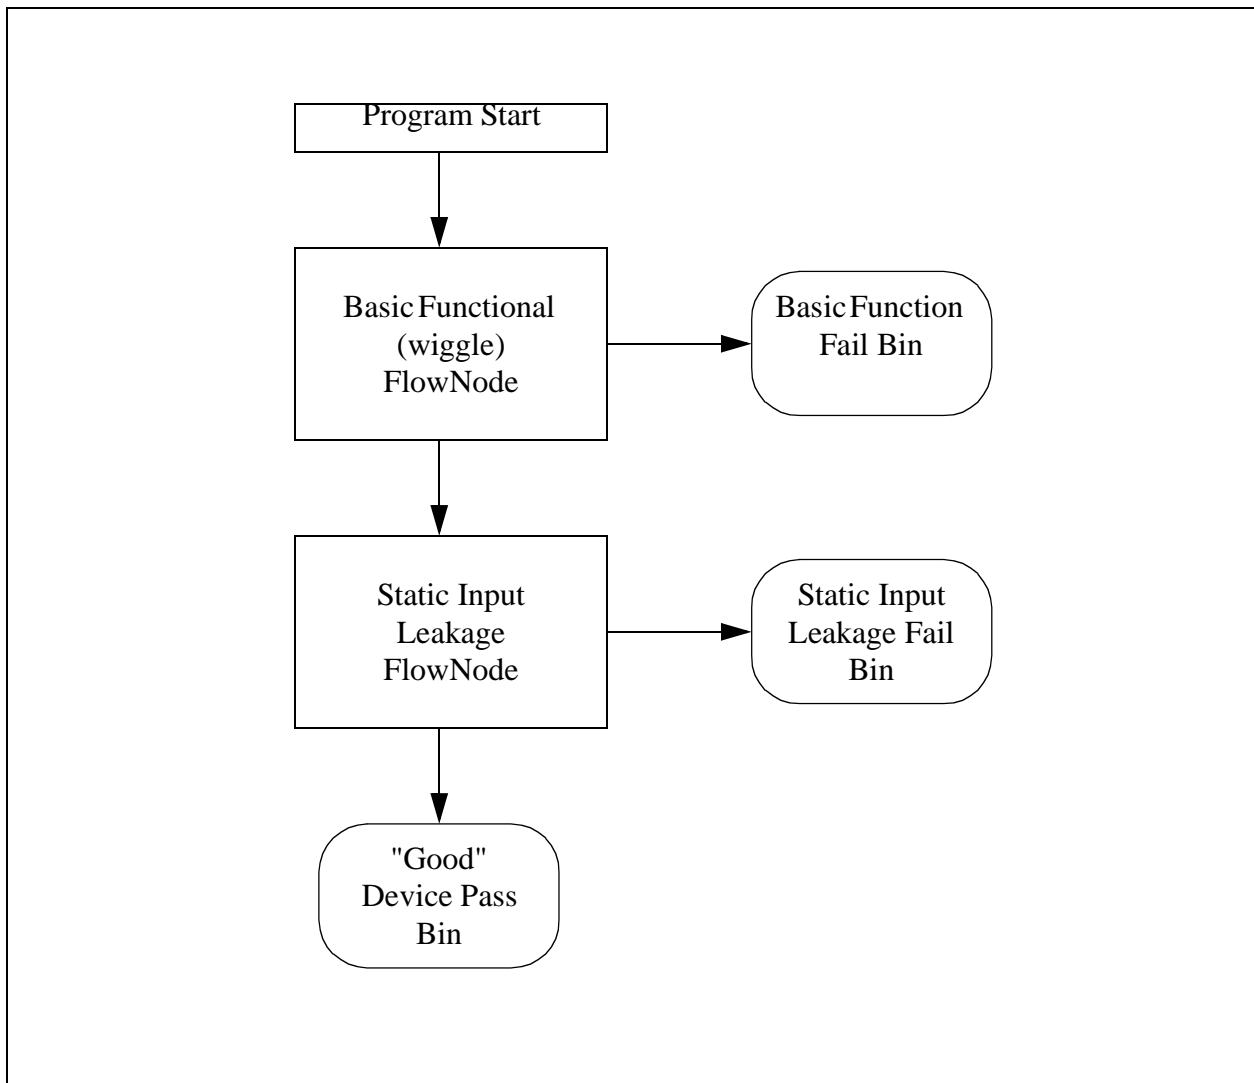 Program Start
Basic Functional
(wiggle)
FlowNode
Basic Function
Fail Bin
Static Input
Leakage
FlowNode
Static Input
Leakage Fail
Bin
"Good"
Device Pass
Bin